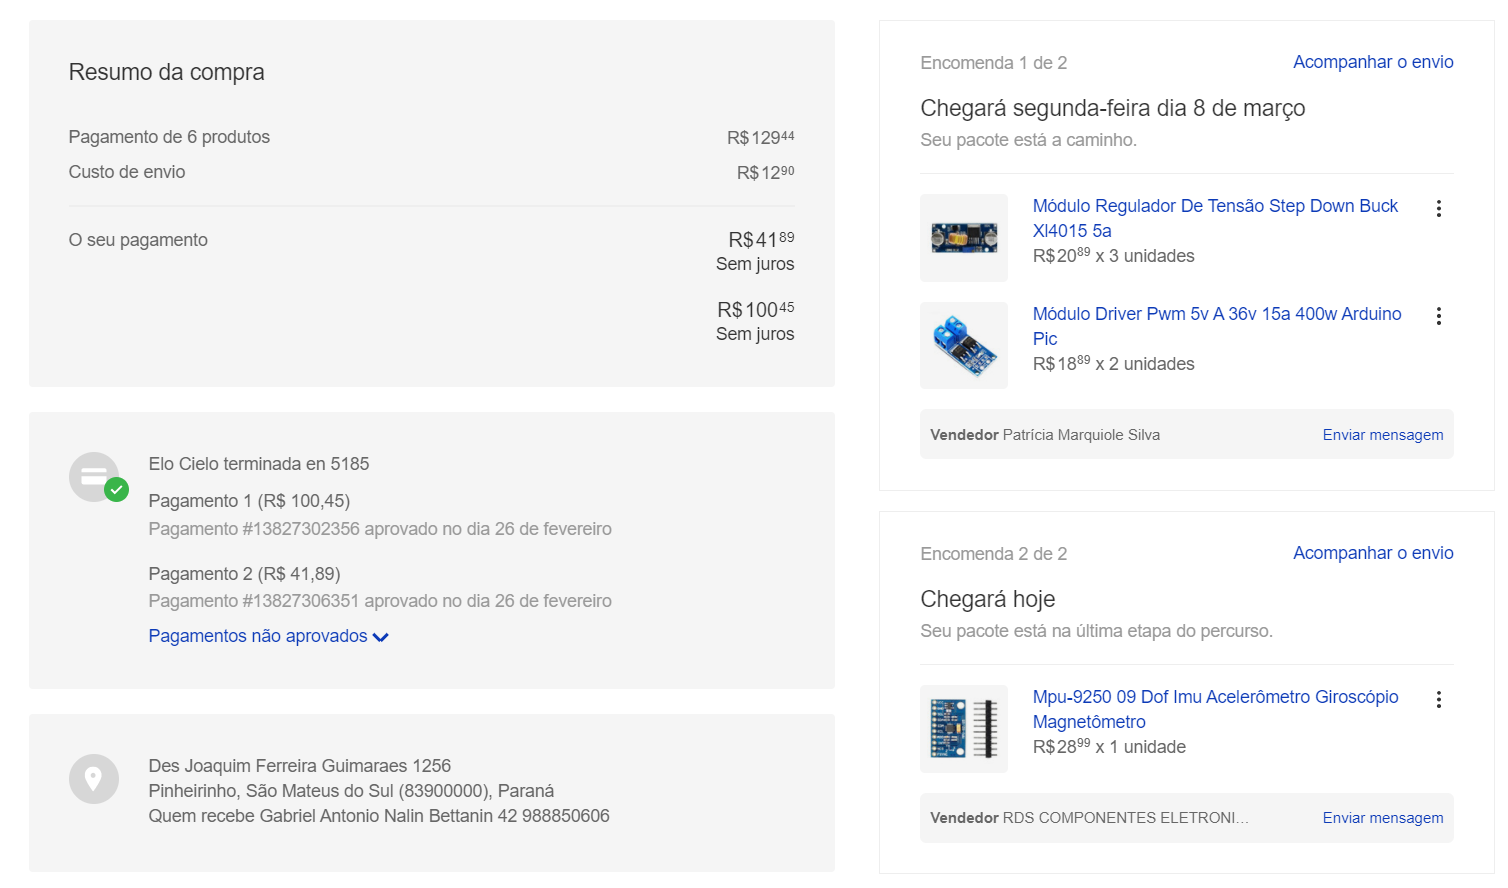 Resumo da compra
Pagamento de 6 produtos R$129 44
Custo de envio R$12 90
O seu pagamento R$41 89
Sem juros
R$100 45
Sem juros
Elo Cielo terminada en 5185
Pagamento 1 (R$ 100,45)
Pagamento #13827302356 aprovado no dia 26 de fevereiro
Pagamento 2 (R$ 41,89)
Pagamento #13827306351 aprovado no dia 26 de fevereiro
Pagamentos não aprovados
Des Joaquim Ferreira Guimaraes 1256
Pinheirinho, São Mateus do Sul (83900000), Paraná
Quem recebe Gabriel Antonio Nalin Bettanin 42 988850606
Encomenda 1 de 2 Acompanhar o envio
Chegará segunda-feira dia 8 de março
Seu pacote está a caminho.
Módulo Regulador De Tensão Step Down Buck
Xl4015 5a
R$20 89 x 3 unidades
Módulo Driver Pwm 5v A 36v 15a 400w Arduino
Pic
R$18 89 x 2 unidades
Vendedor Patrícia Marquiole Silva Enviar mensagem
Encomenda 2 de 2 Acompanhar o envio
Chegará hoje
Seu pacote está na última etapa do percurso.
Mpu-9250 09 Dof Imu Acelerômetro Giroscópio
Magnetômetro
R$28 99 x 1 unidade
Vendedor RDS COMPONENTES ELETRONI... Enviar mensagem